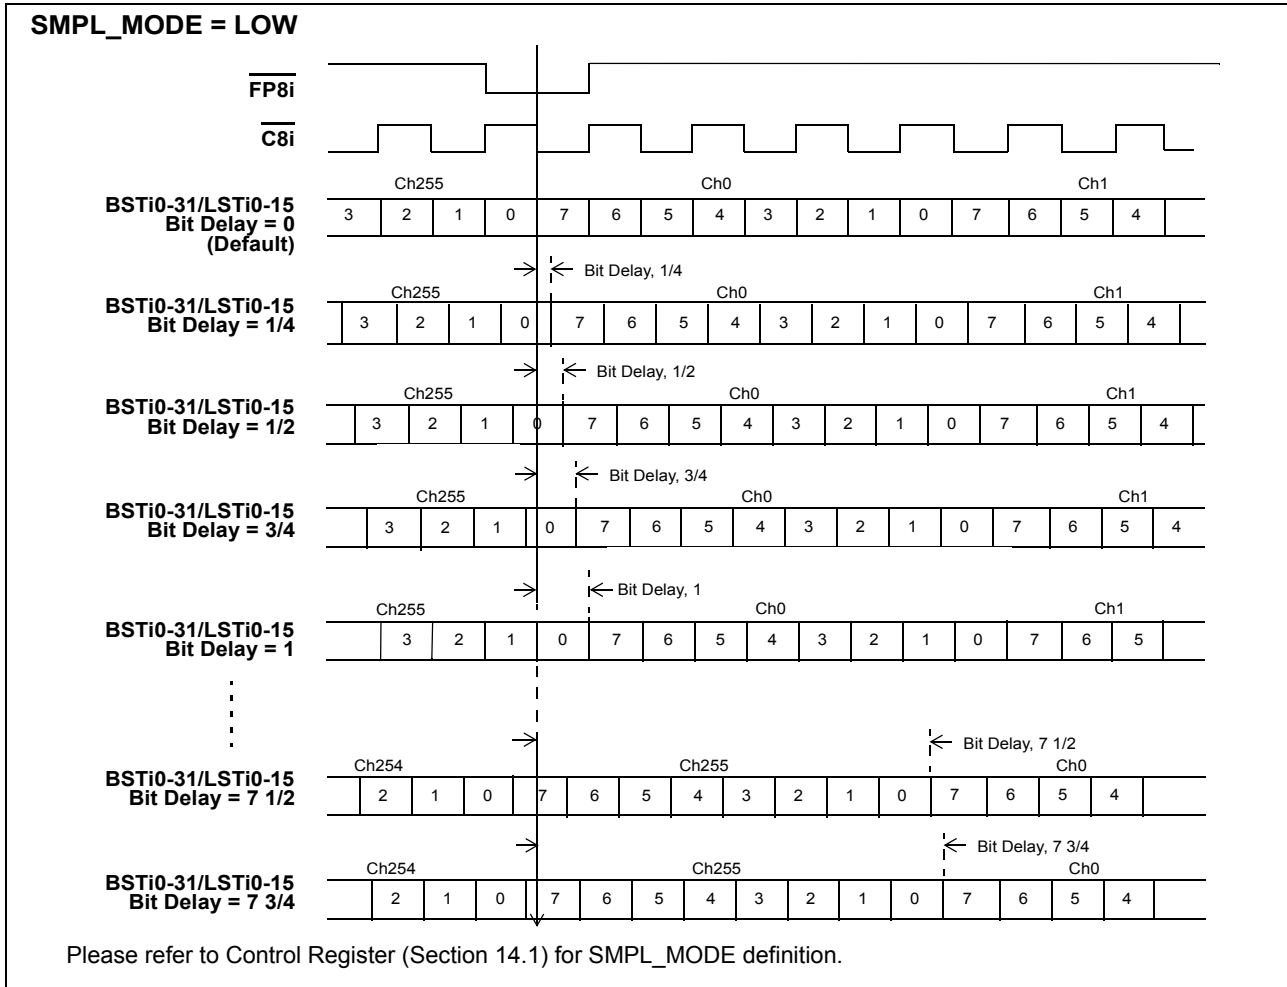 SMPL_MODE = LOW
FP8i
C8i
Ch255 Ch0 Ch1
BSTi0-31/LSTi0-15
Bit Delay = 0
(Default)
3 2 1 0 7 6 5 4 3 2 1 0 7 6 5 4
Bit Delay, 1/4
Ch255 Ch0 Ch1
BSTi0-31/LSTi0-15
Bit Delay = 1/4
3 2 1 0 7 6 5 4 3 2 1 0 7 6 5 4
Bit Delay, 1/2
Ch255 Ch0 Ch1
BSTi0-31/LSTi0-15
Bit Delay = 1/2
3 2 1 0 7 6 5 4 3 2 1 0 7 6 5 4
Bit Delay, 3/4
Ch255 Ch0 Ch1
BSTi0-31/LSTi0-15
Bit Delay = 3/4
3 2 1 0 7 6 5 4 3 2 1 0 7 6 5 4
Bit Delay, 1
Ch255 Ch0 Ch1
BSTi0-31/LSTi0-15
Bit Delay = 1
3 2 1 0 7 6 5 4 3 2 1 0 7 6 5
Bit Delay, 7 1/2
Ch254 Ch255 Ch0
BSTi0-31/LSTi0-15
Bit Delay = 7 1/2
2 1 0 7 6 5 4 3 2 1 0 7 6 5 4
Bit Delay, 7 3/4
Ch254 Ch255 Ch0
BSTi0-31/LSTi0-15
Bit Delay = 7 3/4
2 1 0 7 6 5 4 3 2 1 0 7 6 5 4
Please refer to Control Register (Section 14.1) for SMPL_MODE definition.